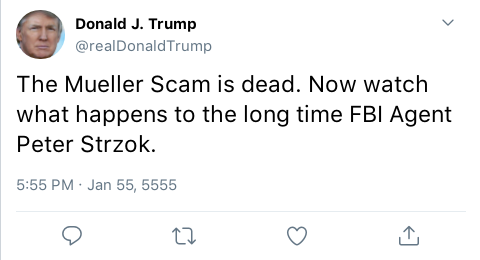 Donald J. Trump
@realDonaldTrump
The Mueller Scam is dead. Now watch
what happens to the long time FBI Agent
Peter Strzok.
5:55 PM · Jan 55, 5555